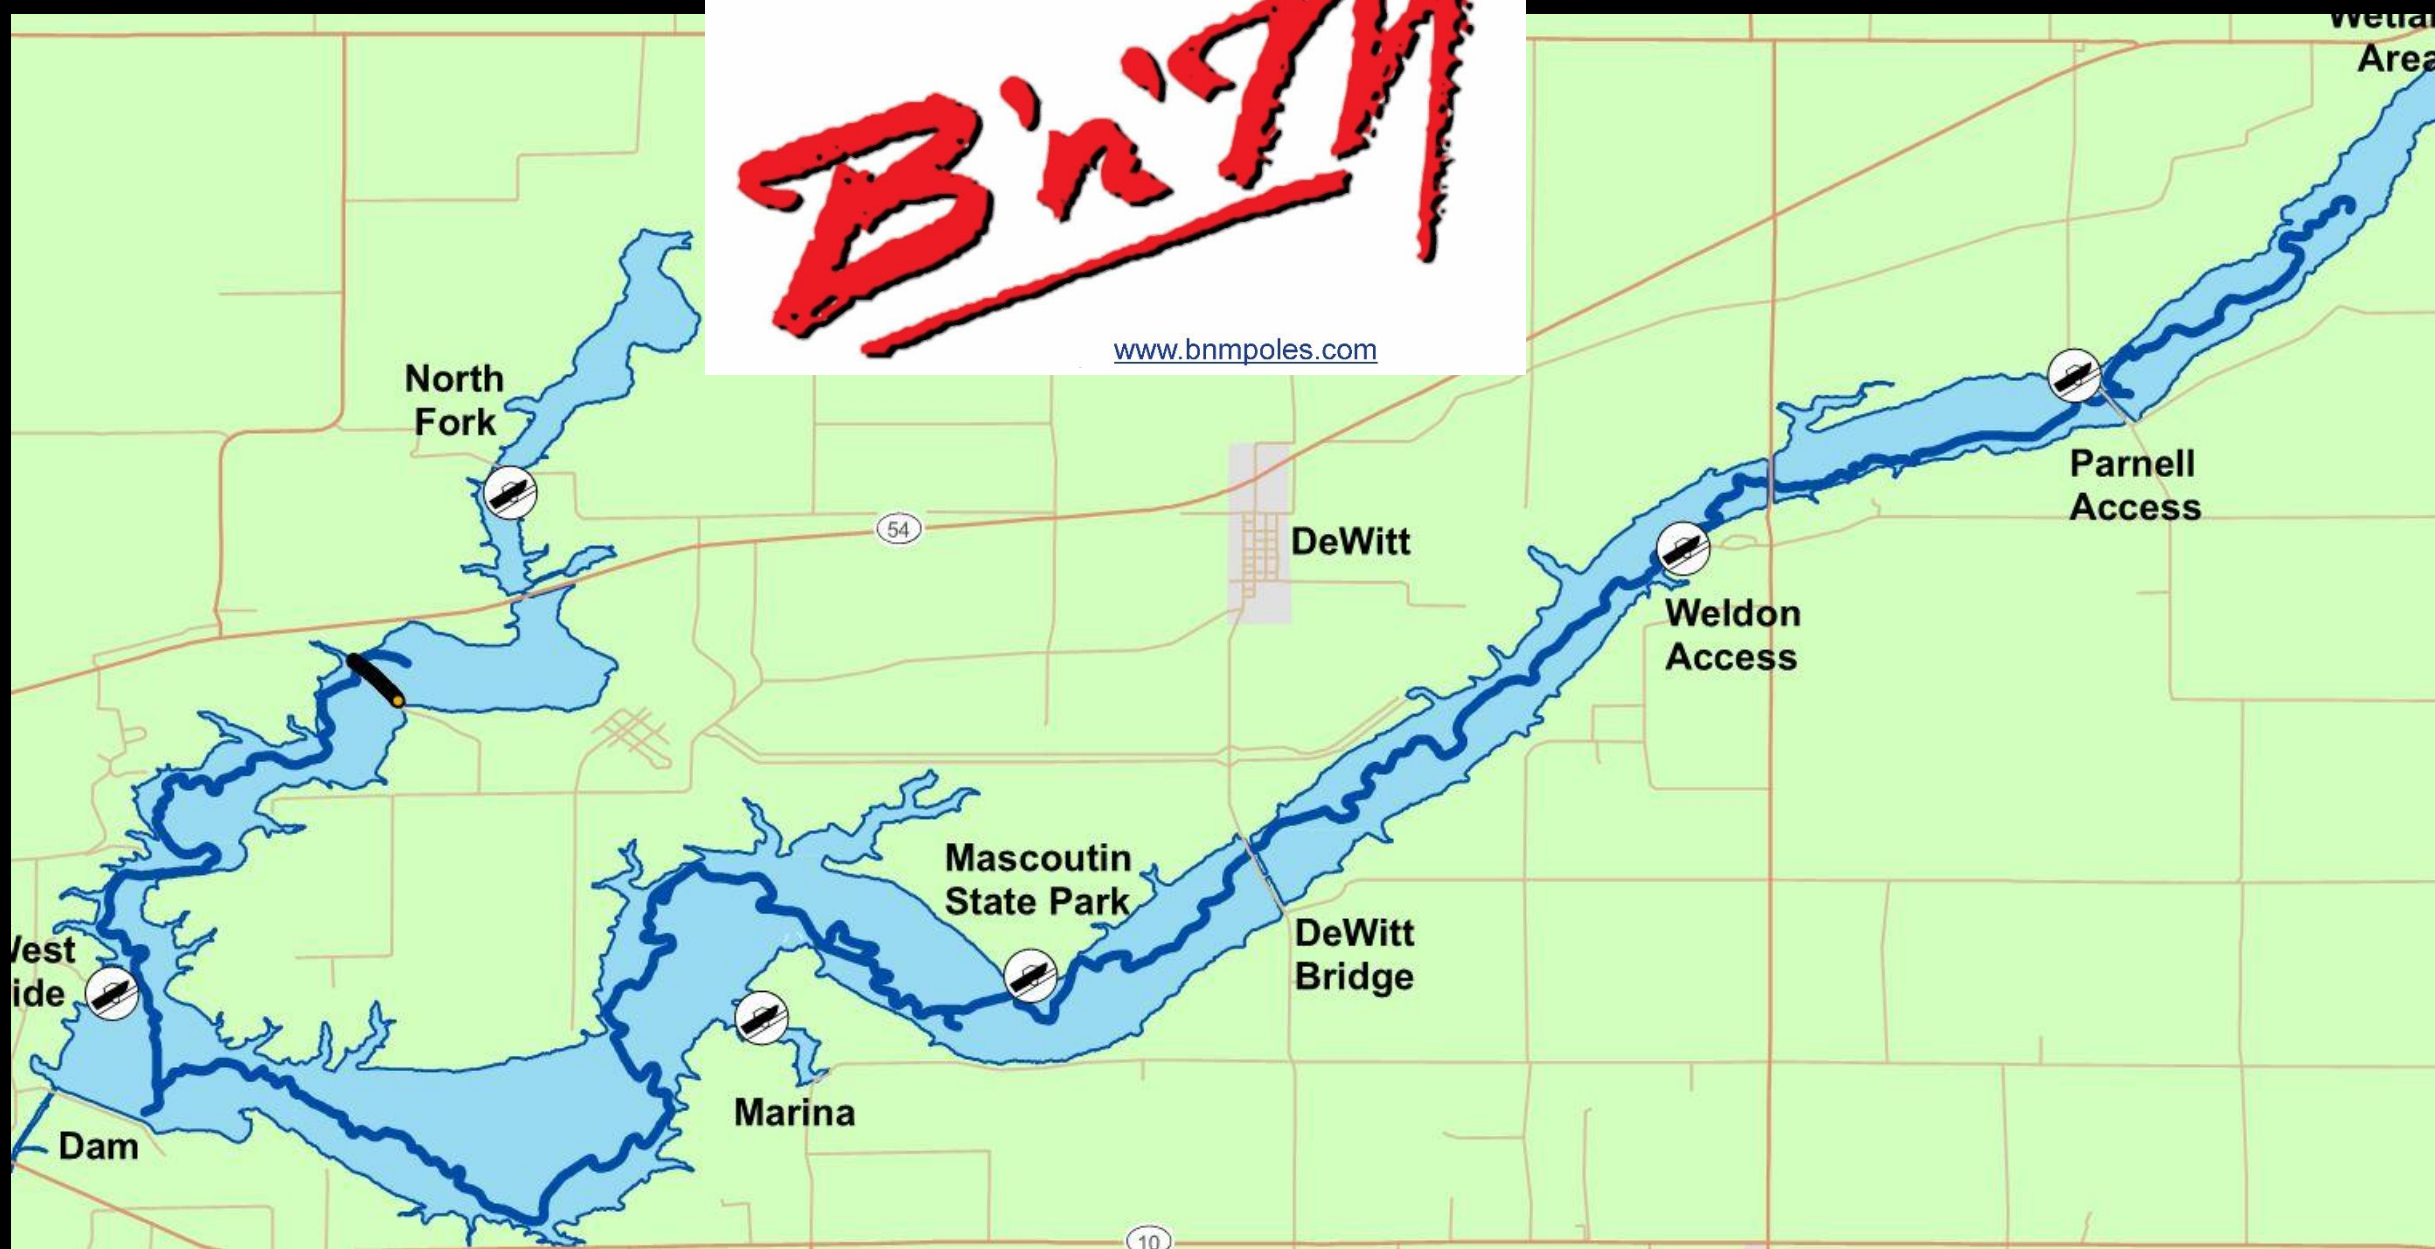 Area
B'n'M
www.bnmpoles.com
North
Fork
Parnell
Access
54
DeWitt
Weldon
Access
Mascoutin
State Park
DeWitt
Bridge
Marina
Dam
10